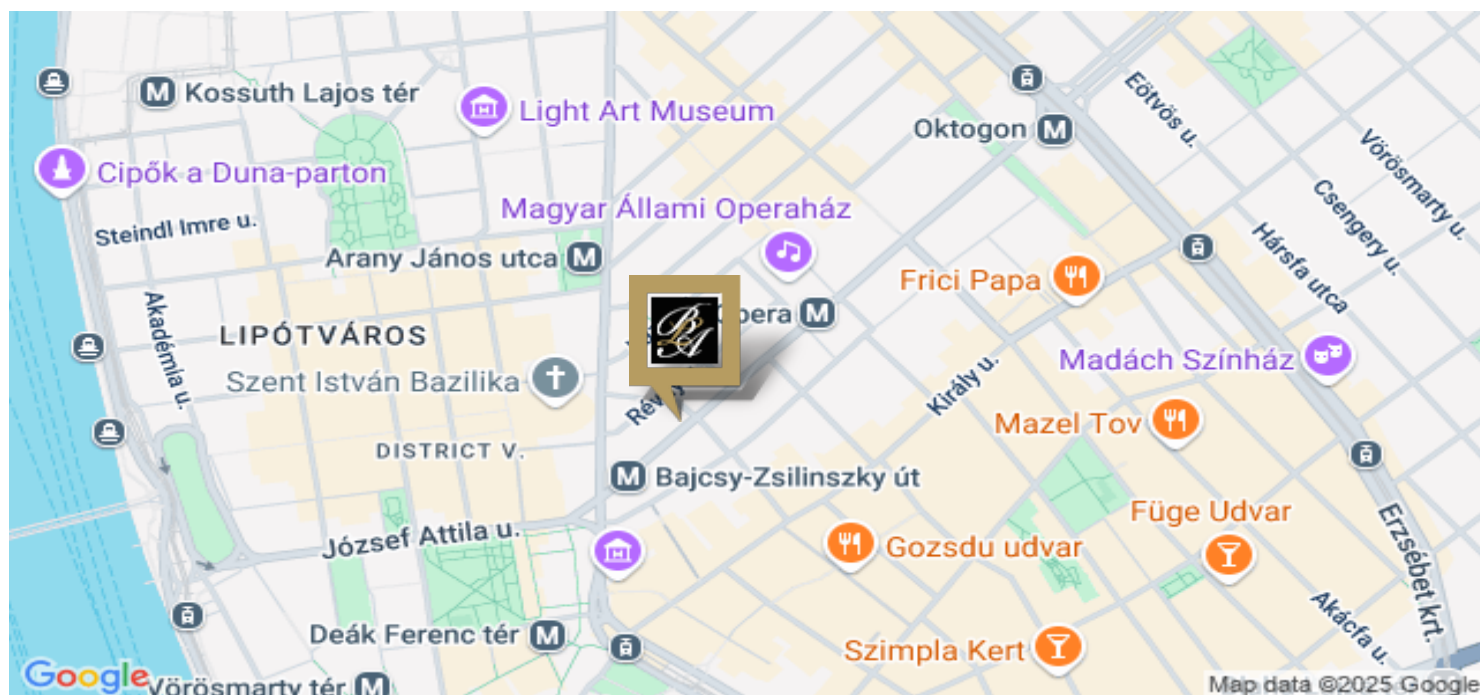 Kossuth Lajos tér
Light Art Museum
Oktogon
Eötvös u.
Vörösmarty u.
Cipők a Duna-parton
Csengery u.
Magyar Állami Operaház
Steindl Imre u.
Hársfa utca
Arany János utca
Frici Papa
Akadémia u.
LIPÓTVÁROS
Madách Színház
Szent István Bazilika
Király u.
Mazel Tov
DISTRICT V.
Bajcsy-Zsilinszky út
Füge Udvar
József Attila u.
Gozsdu udvar
Erzsébet krt.
Akácfa u.
Deák Ferenc tér
Szimpla Kert
Google
Vörösmarty tér
Map data ©2025 Google